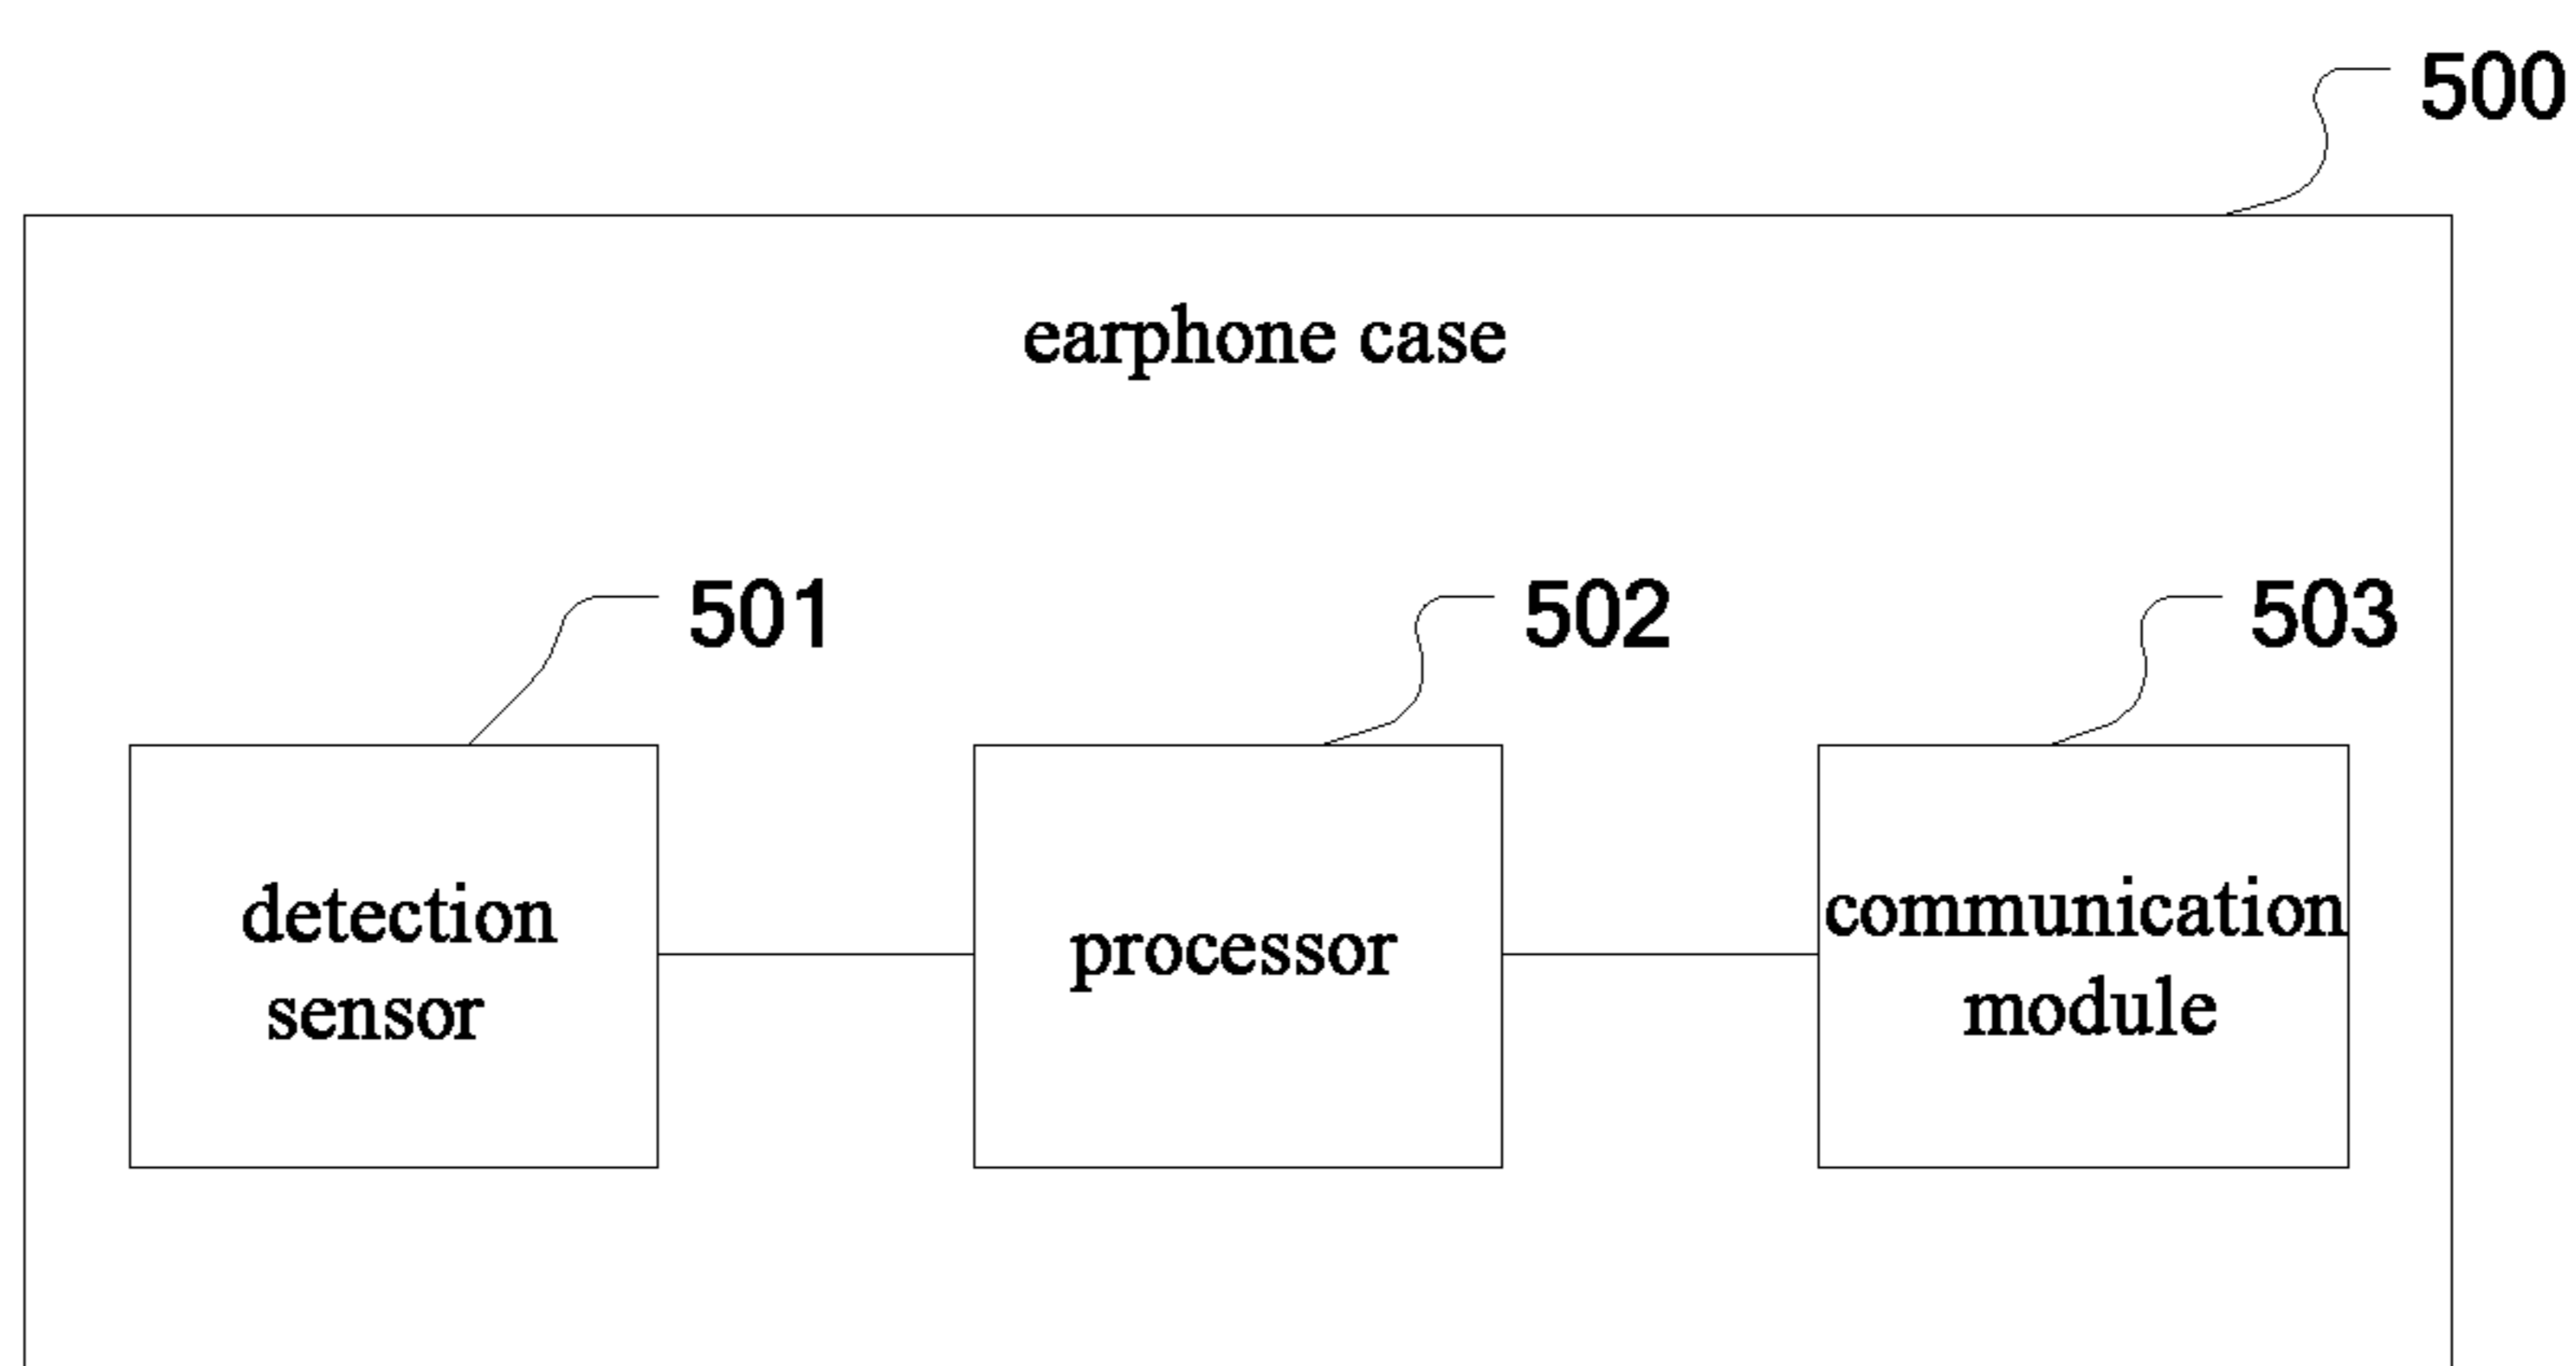 500
earphone case
501
502
503
detection
sensor
processor
communication
module